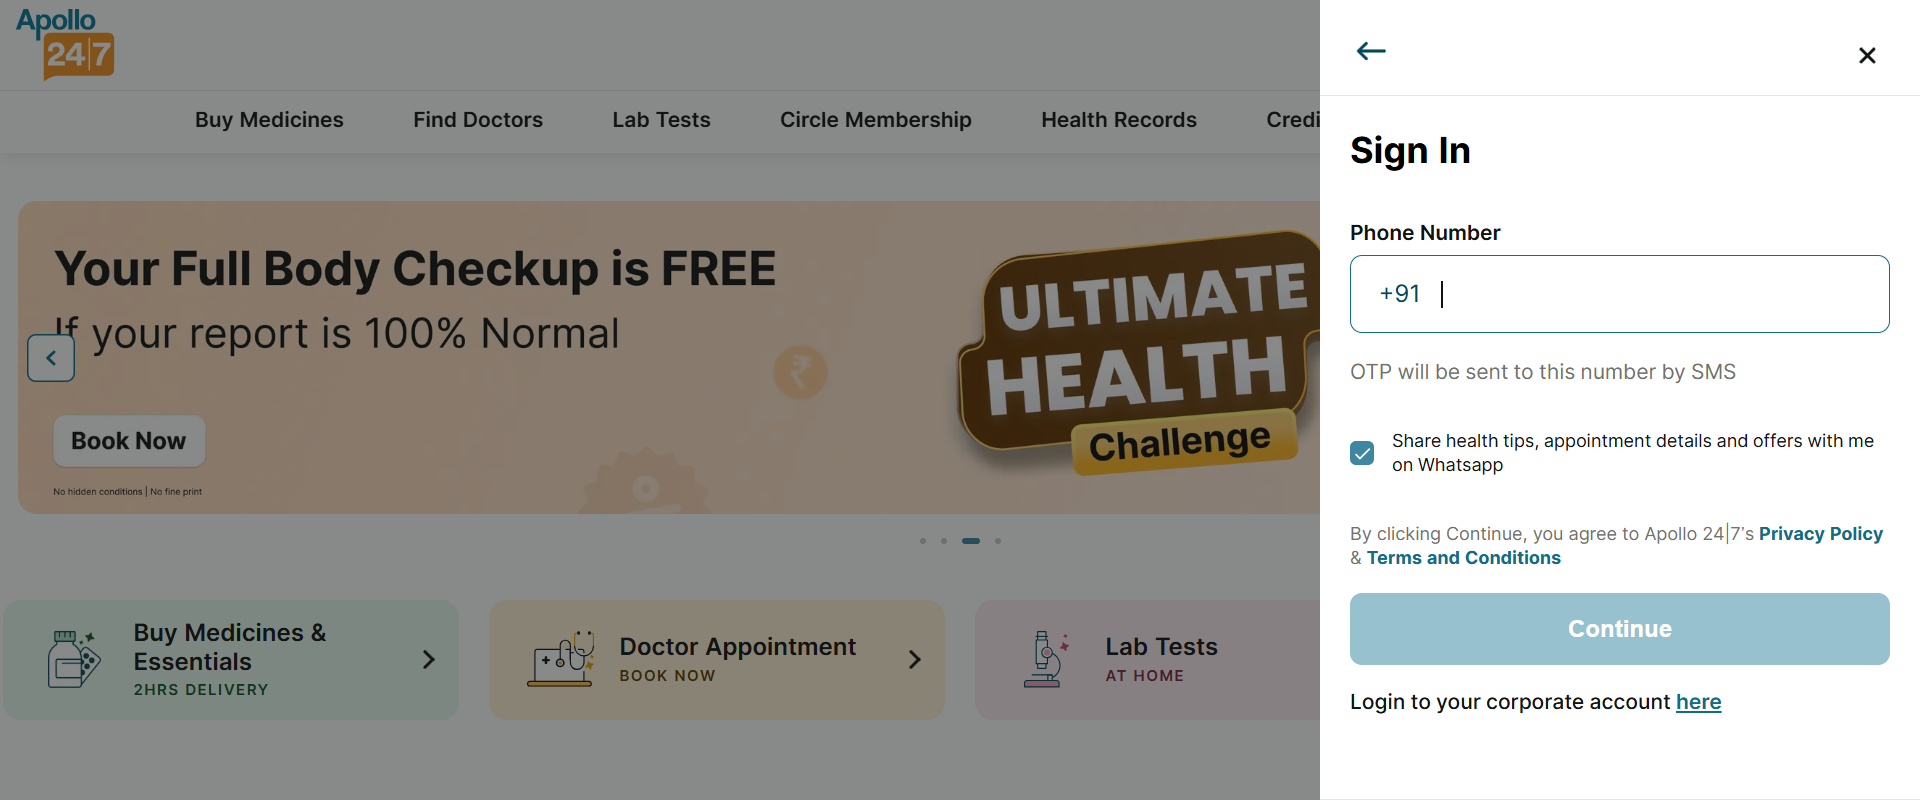 Apollo
24|7
Buy Medicines
Find Doctors
Lab Tests
Circle Membership
Health Records
Credi
Your Full Body Checkup is FREE
If your report is 100% Normal
Book Now
No hidden conditions | No fine print
ULTIMATE
HEALTH
Challenge
Buy Medicines &
Essentials
2HRS DELIVERY
Doctor Appointment
BOOK NOW
Lab Tests
AT HOME
Sign In
Phone Number
+91
OTP will be sent to this number by SMS
Share health tips, appointment details and offers with me
on Whatsapp
By clicking Continue, you agree to Apollo 24|7's Privacy Policy
& Terms and Conditions
Continue
Login to your corporate account here